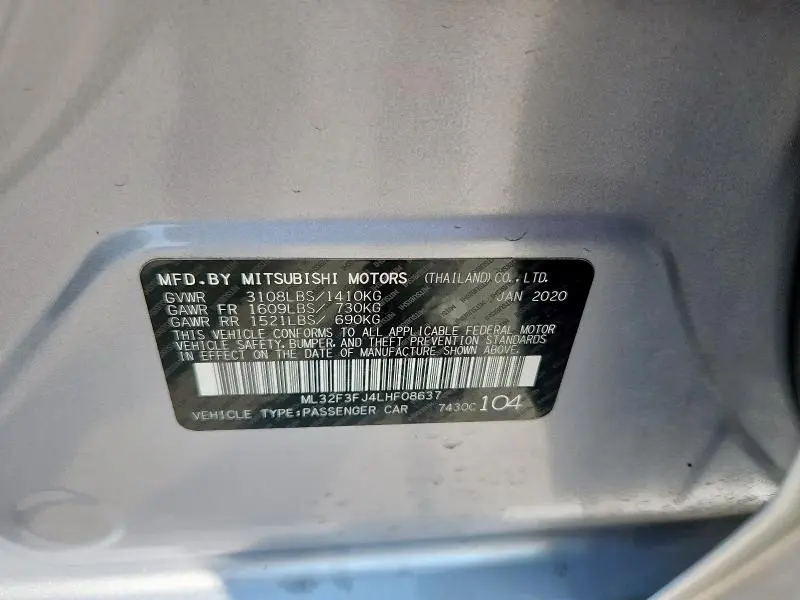 MFD.BY MITSUBISHI MOTORS (THAILAND)CO.,LTD.
GVWR 3108LBS/1410KG JAN 2020
GAWR FR 1609LBS/ 730KG
GAWR RR 1521LBS/ 690KG
THIS VEHICLE CONFORMS TO ALL APPLICABLE FEDERAL MOTOR
VEHICLE SAFETY, BUMPER, AND THEFT PREVENTION STANDARDS
IN EFFECT ON THE DATE OF MANUFACTURE SHOWN ABOVE.
ML32F3FJ4LHF08637
VEHICLE TYPE:PASSENGER CAR 7430C 104